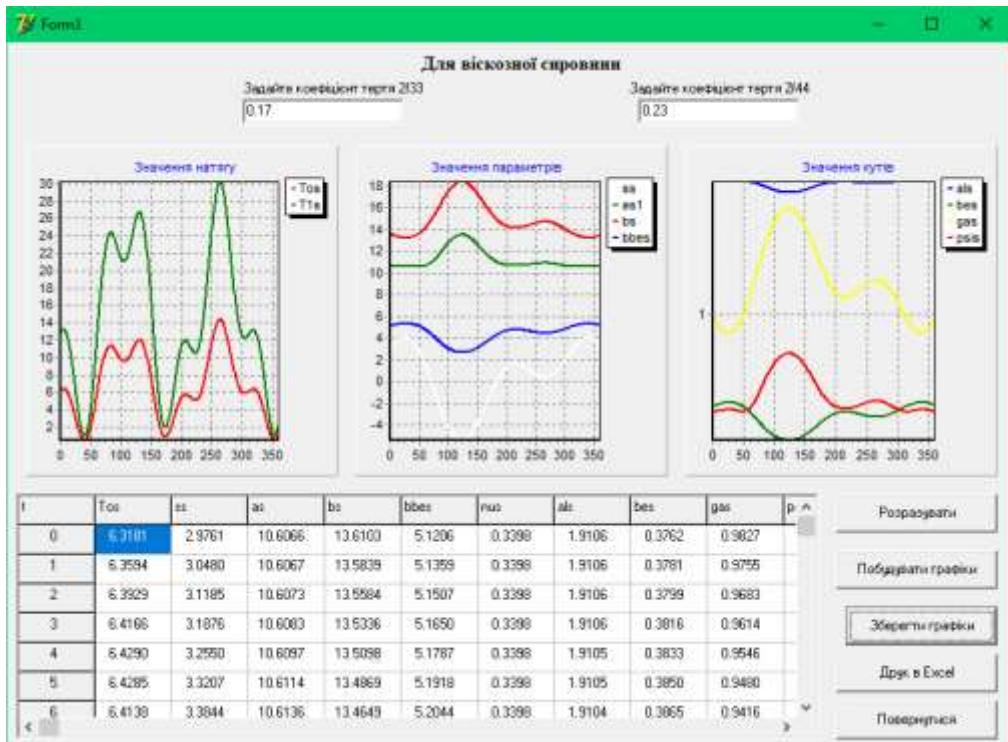 Form3
Для віскозної сировини
Задайте коефіцієнт тертя 2l33
Задайте коефіцієнт тертя 2l44
0.17
0.23
Значення натягу
30
28
26
24
22
20
18
16
14
12
10
8
6
4
2
0 50 100 150 200 250 300 350
Tos
T1s
Значення параметрів
18
16
14
12
10
8
6
4
2
0
-2
-4
0 50 100 150 200 250 300 350
ss
as1
bs
bbes
Значення кутів
1
0 50 100 150 200 250 300 350
als
bes
gas
psis
t Tos ss as bs bbes nus als bes gas p
0 6.3181 2.9761 10.6066 13.6103 5.1206 0.3398 1.9106 0.3762 0.9827
1 6.3594 3.0480 10.6067 13.5839 5.1359 0.3398 1.9106 0.3781 0.9755
2 6.3929 3.1185 10.6073 13.5584 5.1507 0.3398 1.9106 0.3799 0.9683
3 6.4166 3.1876 10.6083 13.5336 5.1650 0.3398 1.9106 0.3816 0.9614
4 6.4290 3.2550 10.6097 13.5098 5.1787 0.3398 1.9105 0.3833 0.9546
5 6.4285 3.3207 10.6114 13.4869 5.1918 0.3398 1.9105 0.3850 0.9480
6 6.4138 3.3844 10.6136 13.4649 5.2044 0.3398 1.9104 0.3865 0.9416
Розразувати
Побудувати графіки
Зберегти графіки
Друк в Excel
Повернутися